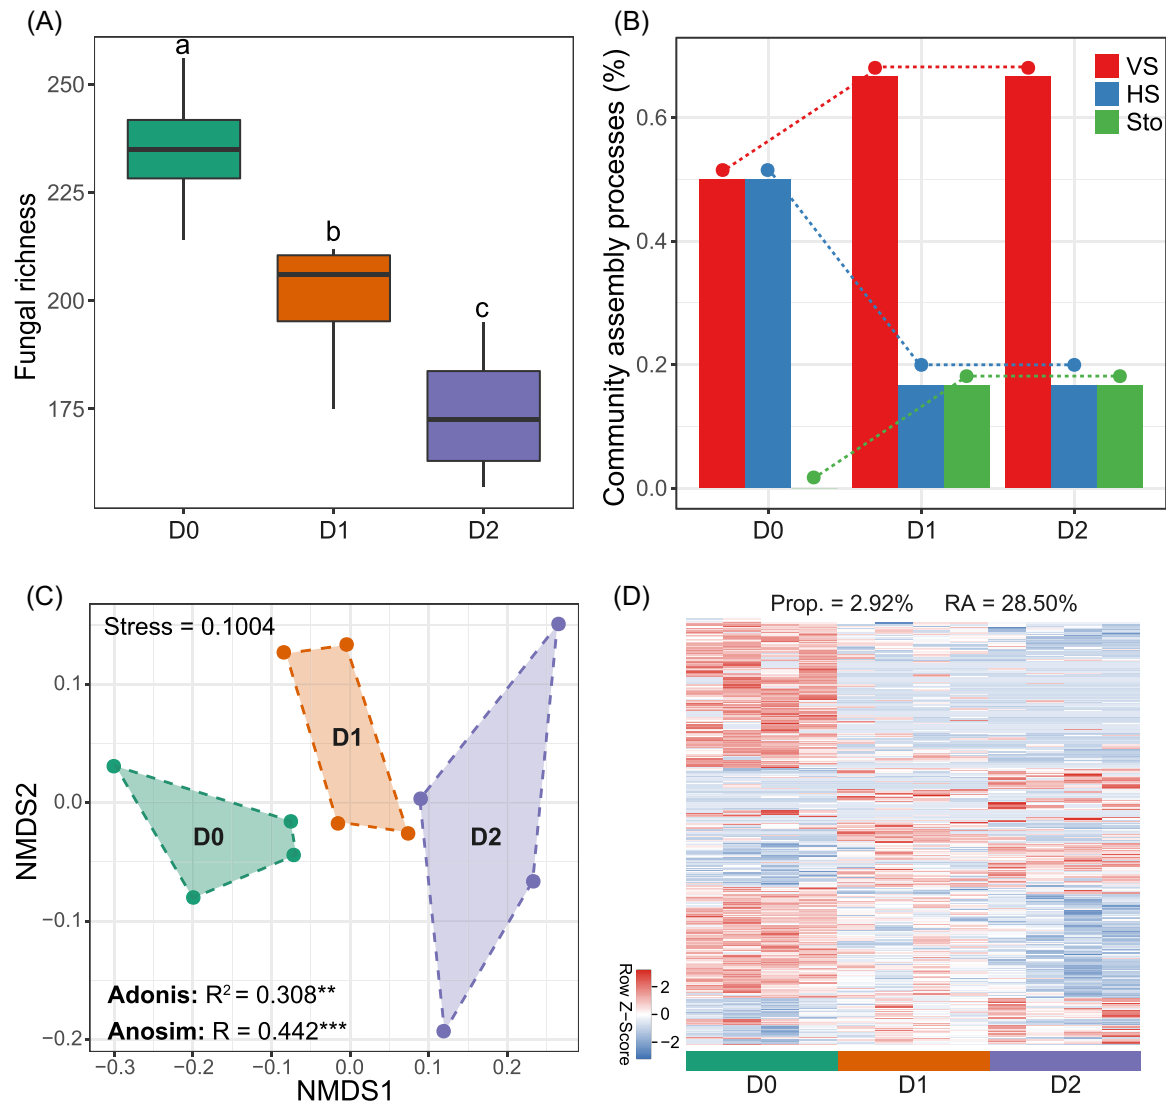 (A)
a
b
c
250
225
200
175
Fungal richness
D0 D1 D2
(B)
VS
HS
Sto
0.6
0.4
0.2
0.0
Community assembly processes (%)
D0 D1 D2
(C)
Stress = 0.1004
D0
D1
D2
0.1
0.0
−0.1
−0.2
NMDS2
Adonis: R² = 0.308**
Anosim: R = 0.442***
−0.3 −0.2 −0.1 0.0 0.1 0.2
NMDS1
(D)
Prop. = 2.92% RA = 28.50%
Row Z−Score
2
0
−2
D0 D1 D2